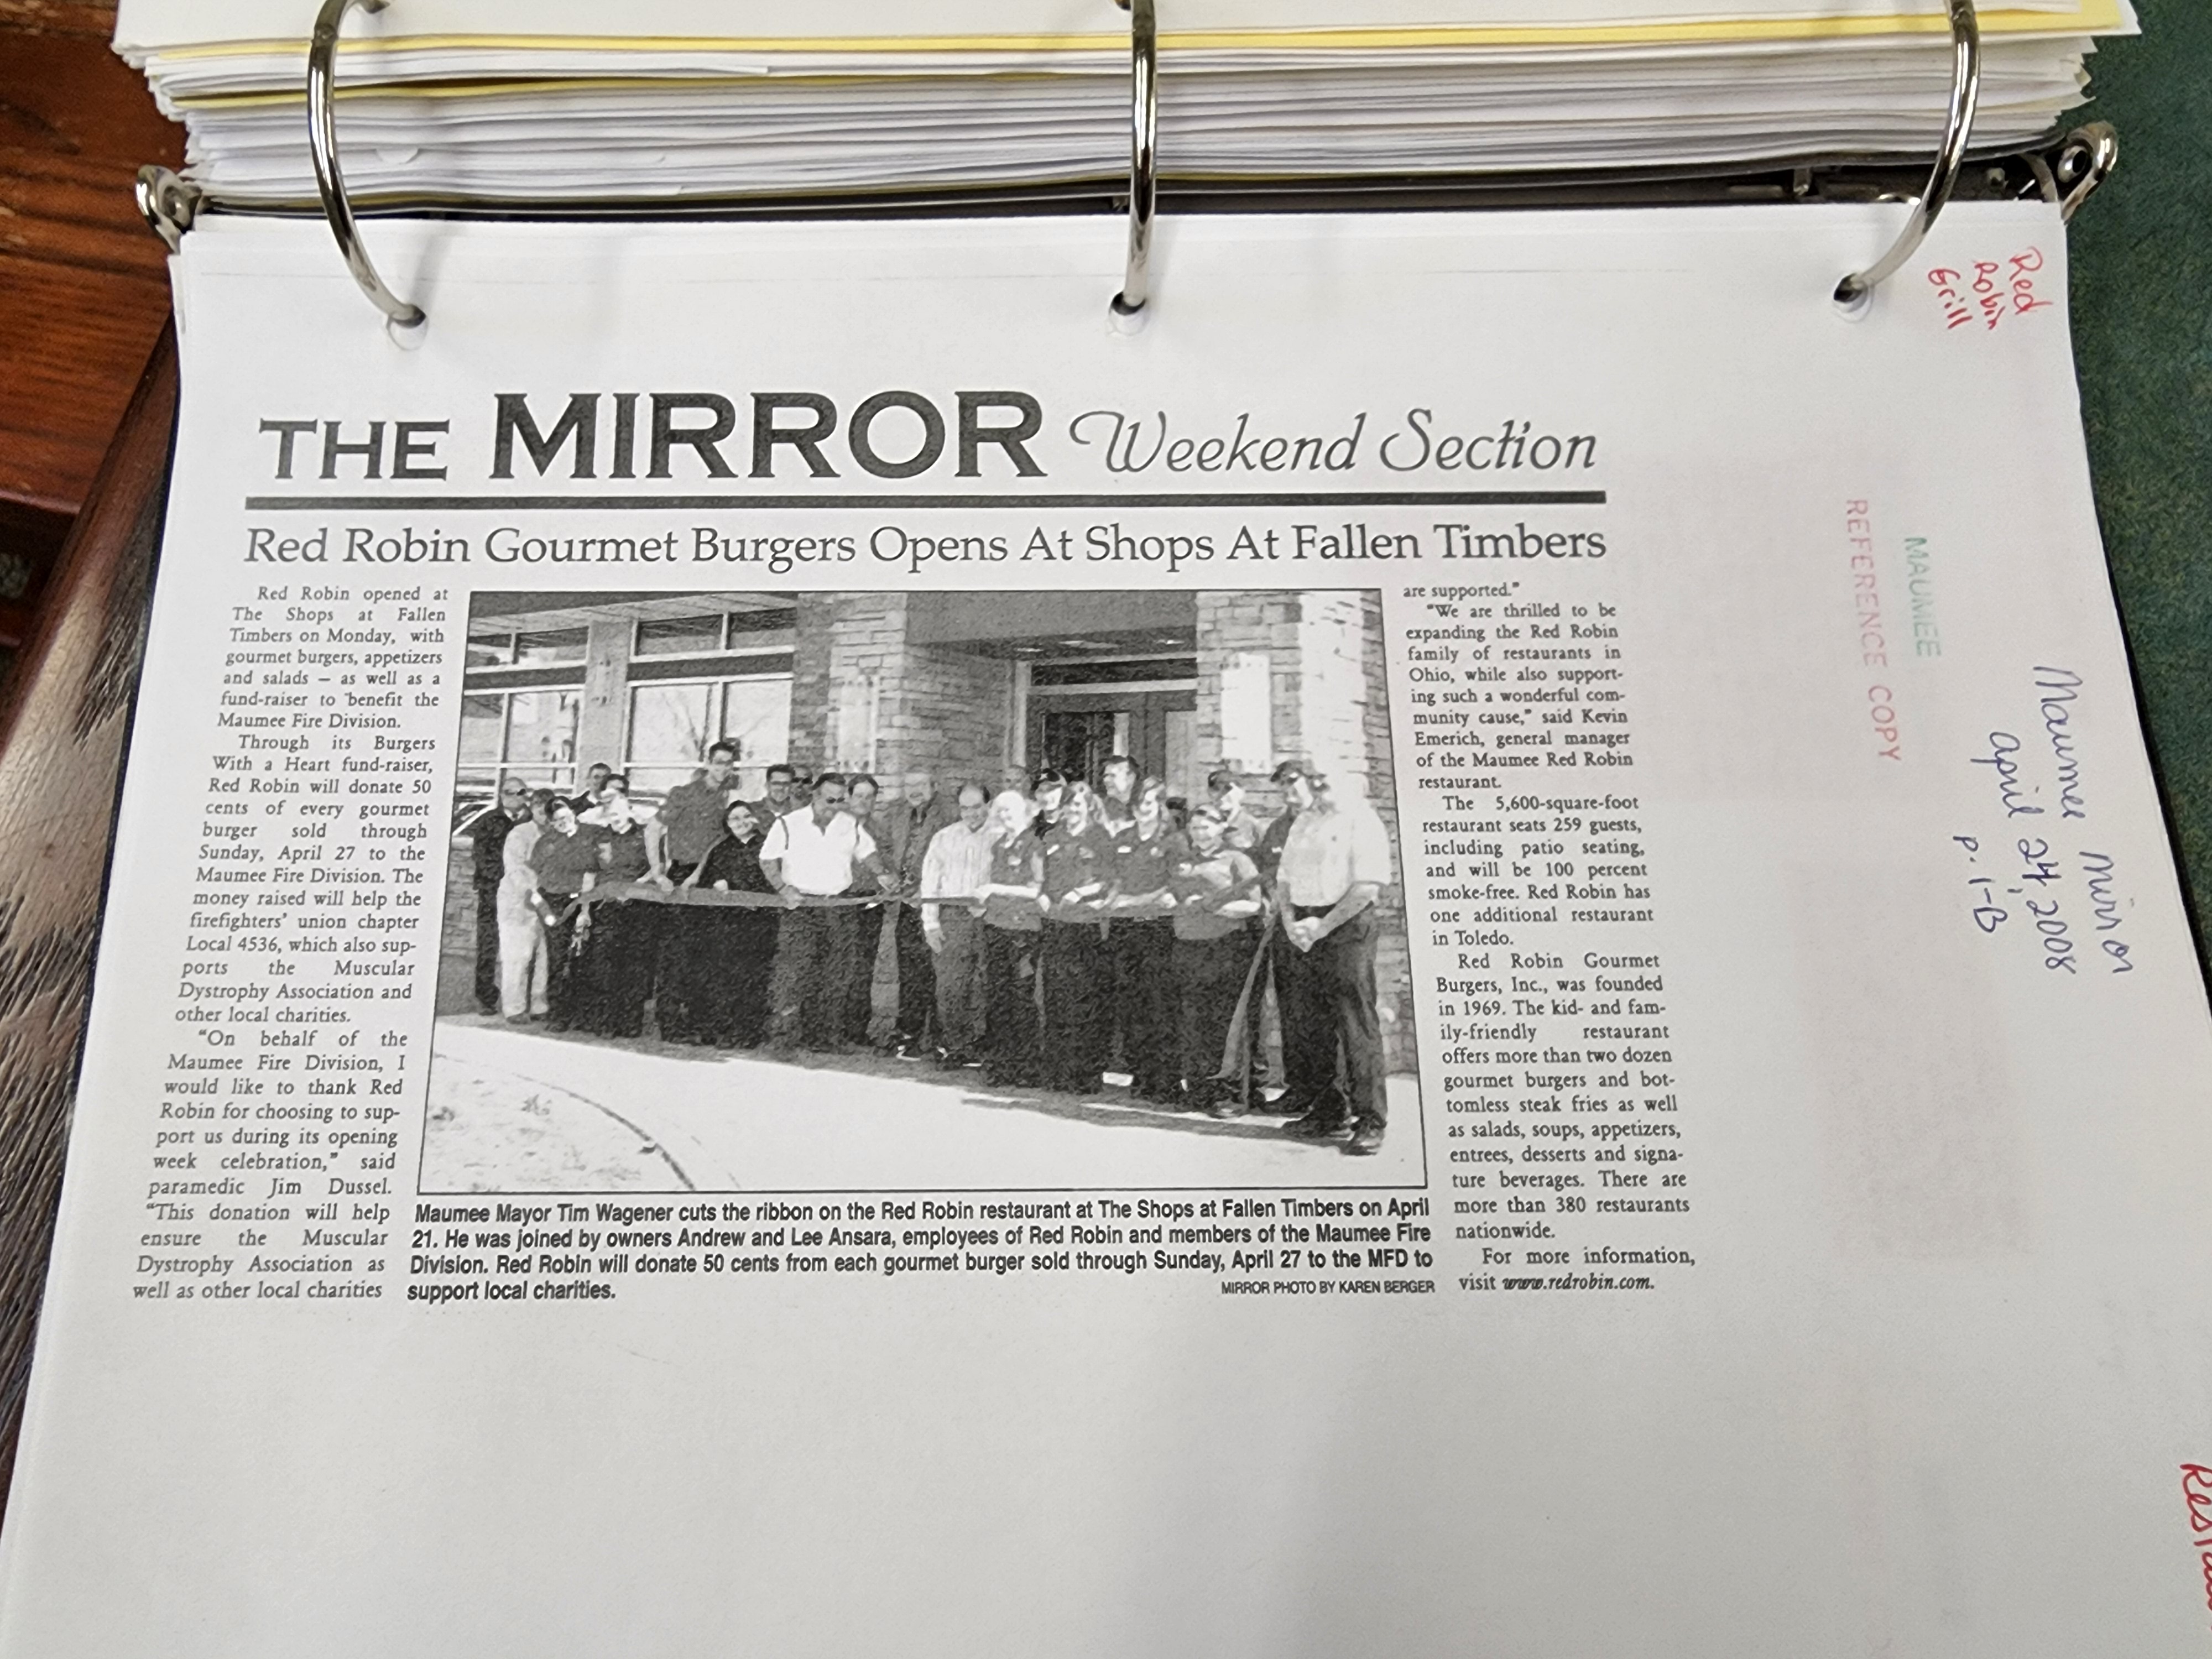 Red
Robin
Grill
THE MIRROR Weekend Section
Red Robin Gourmet Burgers Opens At Shops At Fallen Timbers
Red Robin opened at
The Shops at Fallen
Timbers on Monday, with
gourmet burgers, appetizers
and salads – as well as a
fund-raiser to benefit the
Maumee Fire Division.
Through its Burgers
With a Heart fund-raiser,
Red Robin will donate 50
cents of every gourmet
burger sold through
Sunday, April 27 to the
Maumee Fire Division. The
money raised will help the
firefighters' union chapter
Local 4536, which also sup-
ports the Muscular
Dystrophy Association and
other local charities.
"On behalf of the
Maumee Fire Division, I
would like to thank Red
Robin for choosing to sup-
port us during its opening
week celebration," said
paramedic Jim Dussel.
"This donation will help
ensure the Muscular
Dystrophy Association as
well as other local charities
are supported."
"We are thrilled to be
expanding the Red Robin
family of restaurants in
Ohio, while also support-
ing such a wonderful com-
munity cause," said Kevin
Emerich, general manager
of the Maumee Red Robin
restaurant.
The 5,600-square-foot
restaurant seats 259 guests,
including patio seating,
and will be 100 percent
smoke-free. Red Robin has
one additional restaurant
in Toledo.
Red Robin Gourmet
Burgers, Inc., was founded
in 1969. The kid- and fam-
ily-friendly restaurant
offers more than two dozen
gourmet burgers and bot-
tomless steak fries as well
as salads, soups, appetizers,
entrees, desserts and signa-
ture beverages. There are
more than 380 restaurants
nationwide.
For more information,
visit www.redrobin.com.
Maumee Mayor Tim Wagener cuts the ribbon on the Red Robin restaurant at The Shops at Fallen Timbers on April
21. He was joined by owners Andrew and Lee Ansara, employees of Red Robin and members of the Maumee Fire
Division. Red Robin will donate 50 cents from each gourmet burger sold through Sunday, April 27 to the MFD to
support local charities.
MIRROR PHOTO BY KAREN BERGER
MAUMEE
REFERENCE COPY
Maumee Mirror
April 24, 2008
p. 1-B